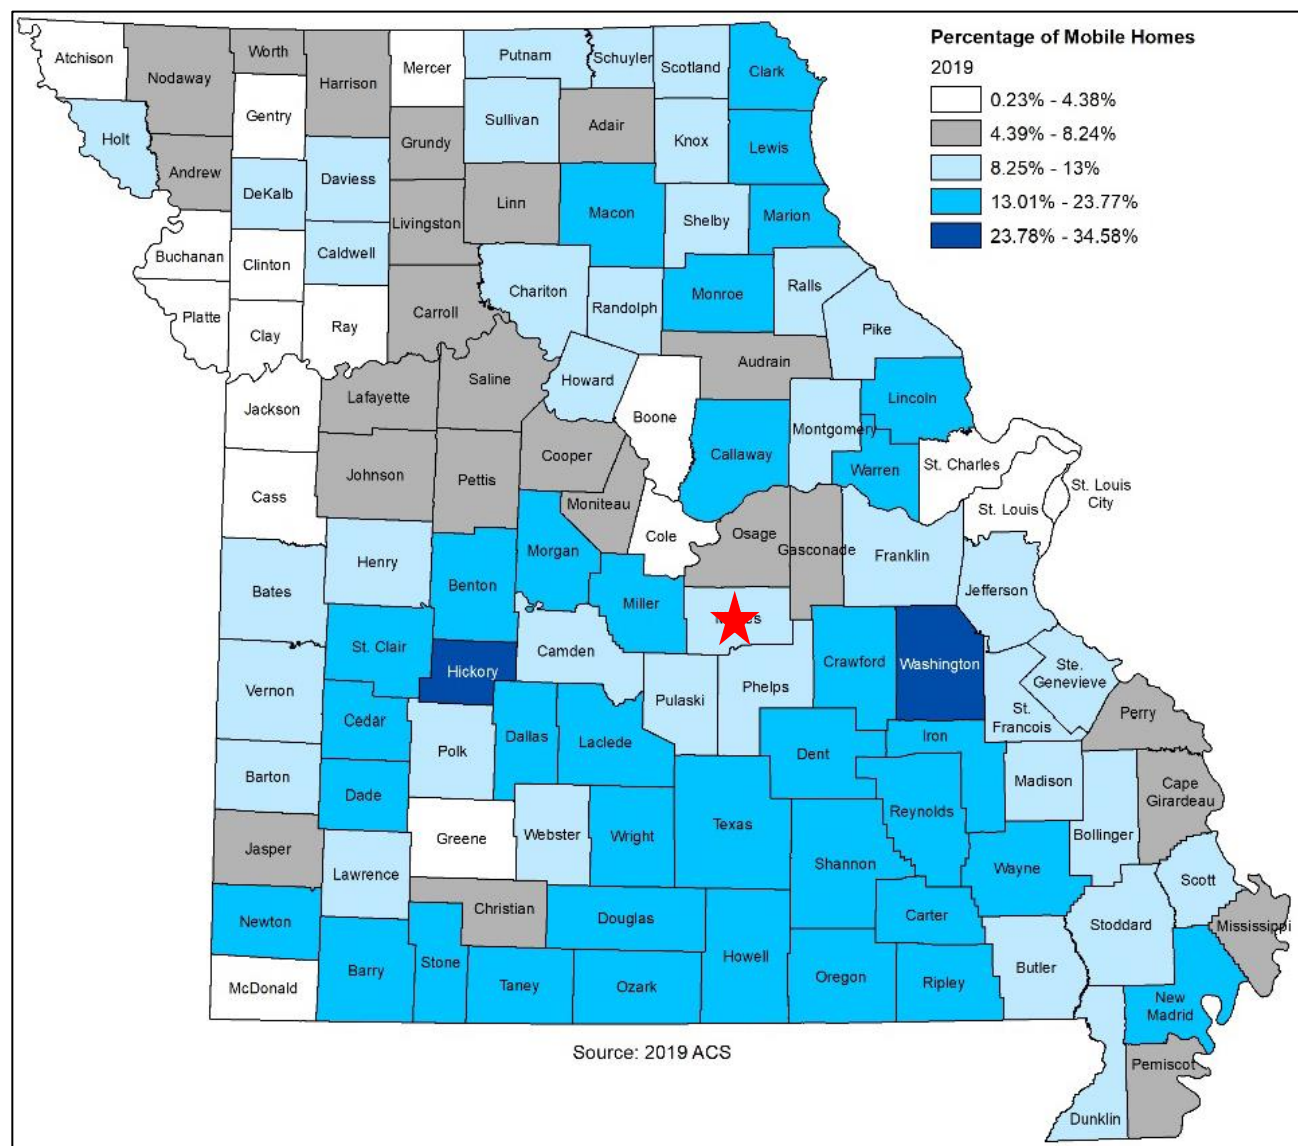 Percentage of Mobile Homes
2019
0.23% - 4.38%
4.39% - 8.24%
8.25% - 13%
13.01% - 23.77%
23.78% - 34.58%
Atchison
Nodaway
Worth
Harrison
Mercer
Putnam
Schuyler
Scotland
Clark
Gentry
Holt
Andrew
DeKalb
Daviess
Grundy
Sullivan
Adair
Knox
Lewis
Livingston
Linn
Macon
Shelby
Marion
Buchanan
Clinton
Caldwell
Chariton
Randolph
Monroe
Ralls
Pike
Platte
Clay
Ray
Carroll
Audrain
Jackson
Lafayette
Saline
Howard
Boone
Callaway
Montgomery
Lincoln
Warren
St. Charles
St. Louis
City
St. Louis
Cass
Johnson
Pettis
Cooper
Moniteau
Cole
Osage
Gasconade
Franklin
Jefferson
Bates
Henry
Benton
Morgan
Miller
St. Clair
Hickory
Camden
Pulaski
Phelps
Crawford
Washington
Ste.
Genevieve
St.
Francois
Perry
Vernon
Cedar
Polk
Dallas
Laclede
Dent
Iron
Madison
Cape
Girardeau
Barton
Dade
Greene
Webster
Wright
Texas
Reynolds
Bollinger
Jasper
Lawrence
Shannon
Wayne
Scott
Newton
Christian
Douglas
Carter
Stoddard
Mississippi
McDonald
Barry
Stone
Taney
Ozark
Howell
Oregon
Ripley
Butler
New
Madrid
Pemiscot
Dunklin
Source: 2019 ACS